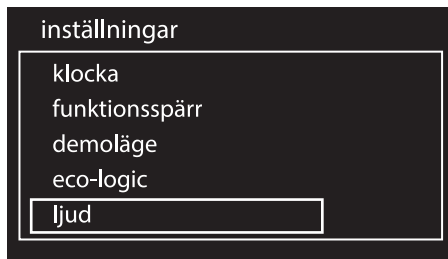 inställningar
klocka
funktionsspärr
demoläge
eco-logic
ljud